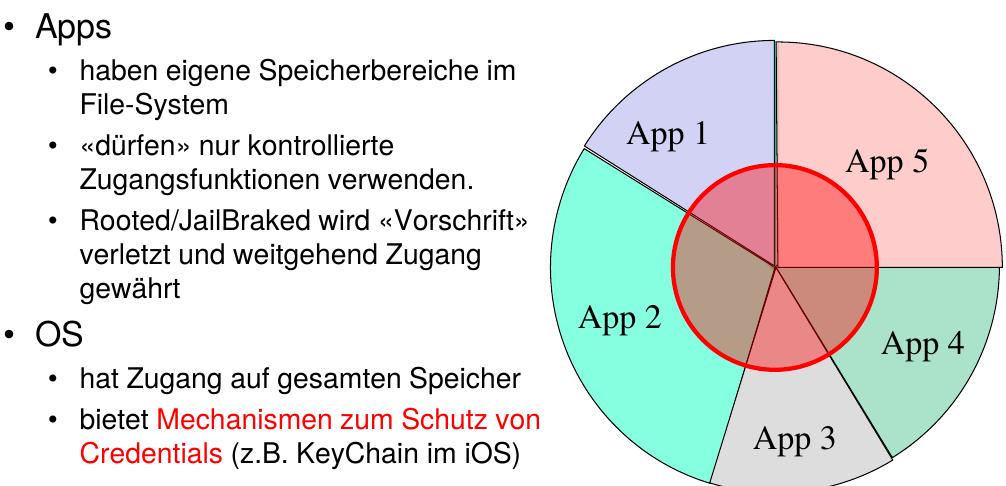 • Apps
• haben eigene Speicherbereiche im
File-System
• «dürfen» nur kontrollierte
Zugangsfunktionen verwenden.
• Rooted/JailBraked wird «Vorschrift»
verletzt und weitgehend Zugang
gewährt
• OS
• hat Zugang auf gesamten Speicher
• bietet Mechanismen zum Schutz von
Credentials (z.B. KeyChain im iOS)
App 1
App 5
App 2
App 4
App 3